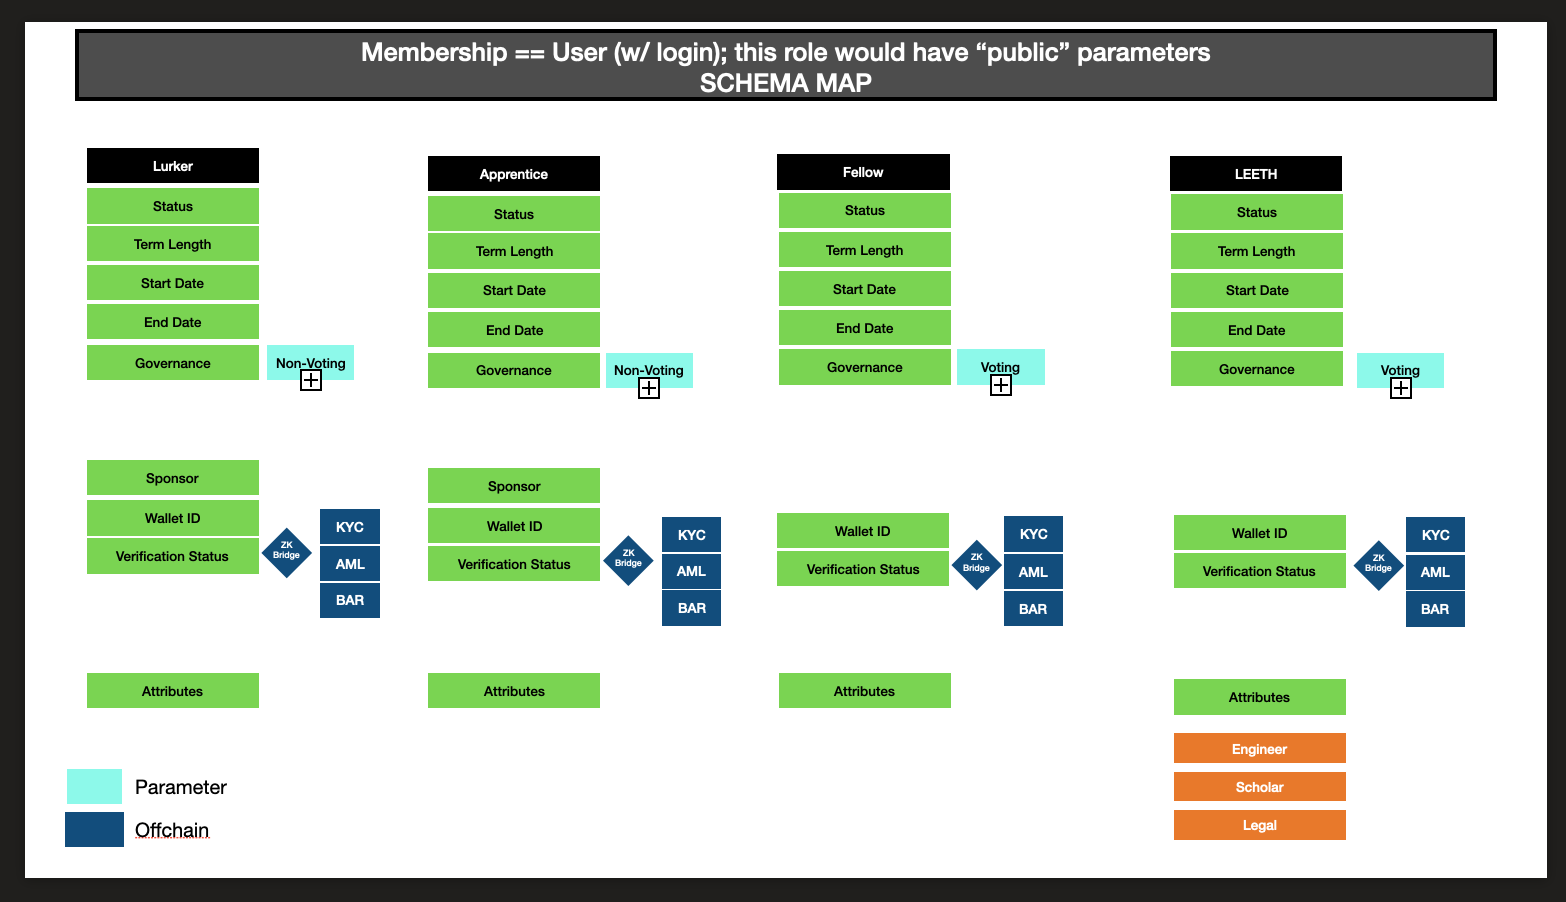 Membership == User (w/ login); this role would have “public” parameters
SCHEMA MAP
Lurker
Status
Term Length
Start Date
End Date
Governance
Non-Voting
Sponsor
Wallet ID
Verification Status
ZK
Bridge
KYC
AML
BAR
Attributes
Apprentice
Status
Term Length
Start Date
End Date
Governance
Non-Voting
Sponsor
Wallet ID
Verification Status
ZK
Bridge
KYC
AML
BAR
Attributes
Fellow
Status
Term Length
Start Date
End Date
Governance
Voting
Wallet ID
Verification Status
ZK
Bridge
KYC
AML
BAR
Attributes
LEETH
Status
Term Length
Start Date
End Date
Governance
Voting
Wallet ID
Verification Status
ZK
Bridge
KYC
AML
BAR
Attributes
Engineer
Scholar
Legal
Parameter
Offchain